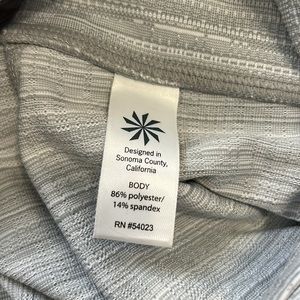 Designed in
Sonoma County,
California
BODY
86% polyester/
14% spandex
RN #54023